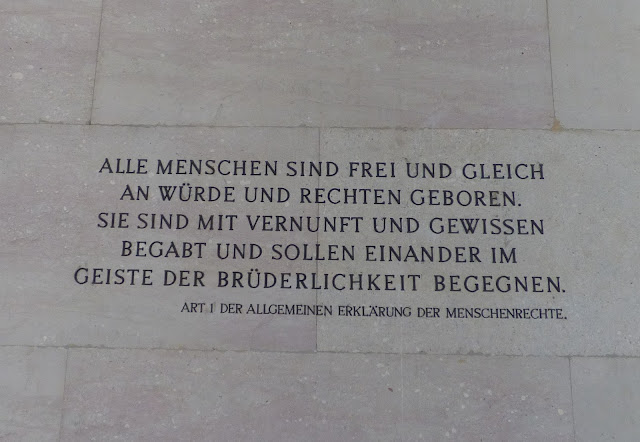 ALLE MENSCHEN SIND FREI UND GLEICH
AN WÜRDE UND RECHTEN GEBOREN.
SIE SIND MIT VERNUNFT UND GEWISSEN
BEGABT UND SOLLEN EINANDER IM
GEISTE DER BRÜDERLICHKEIT BEGEGNEN.
ART 1 DER ALLGEMEINEN ERKLÄRUNG DER MENSCHENRECHTE.